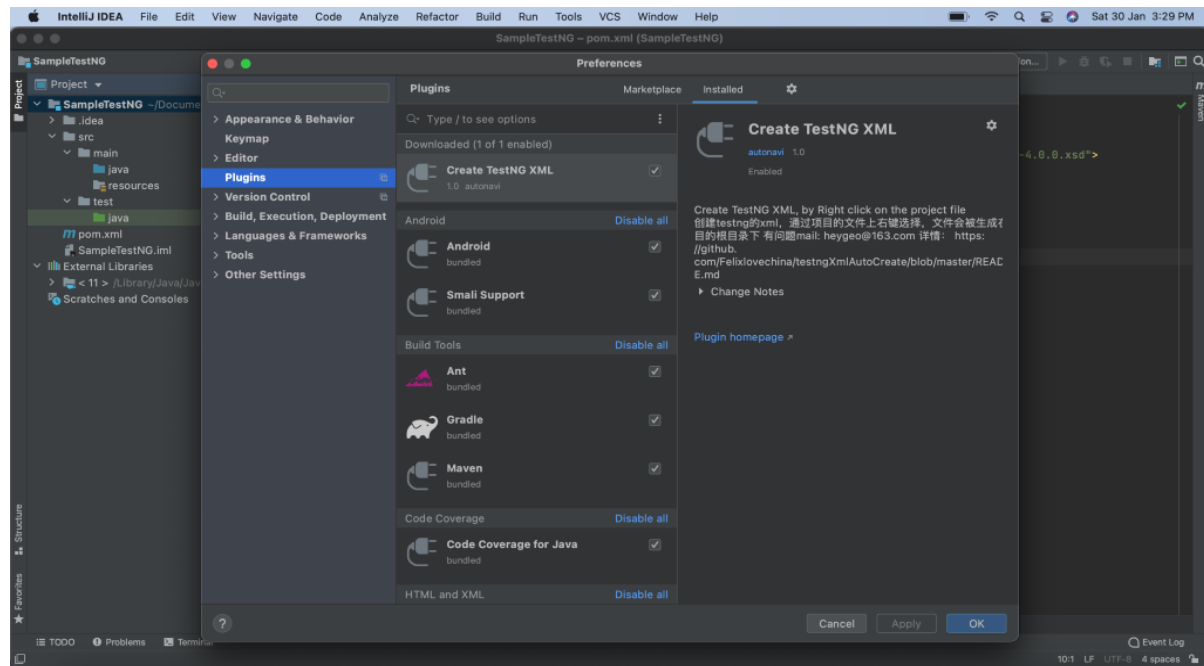 IntelliJ IDEA File Edit View Navigate Code Analyze Refactor Build Run Tools VCS Window Help Sat 30 Jan 3:29 PM
SampleTestNG – pom.xml (SampleTestNG)
SampleTestNG
Preferences
Project
Project
SampleTestNG ~/Docume
.idea
src
main
java
resources
test
java
pom.xml
SampleTestNG.iml
External Libraries
< 11 > /Library/Java/Jav
Scratches and Consoles
Structure
Favorites
Appearance & Behavior
Keymap
Editor
Plugins
Version Control
Build, Execution, Deployment
Languages & Frameworks
Tools
Other Settings
Plugins Marketplace Installed
Type / to see options
Downloaded (1 of 1 enabled)
Create TestNG XML
1.0 autonavi
Android Disable all
Android
bundled
Smali Support
bundled
Build Tools Disable all
Ant
bundled
Gradle
bundled
Maven
bundled
Code Coverage Disable all
Code Coverage for Java
bundled
HTML and XML Disable all
Create TestNG XML
autonavi 1.0
Enabled
Create TestNG XML, by Right click on the project file
创建testng的xml，通过项目的文件上右键选择，文件会被生成在
目的根目录下 有问题mail: heygeo@163.com 详情： https:
//github.
com/Felixlovechina/testngXmlAutoCreate/blob/master/READ
E.md
Change Notes
Plugin homepage
Cancel Apply OK
ion...
Maven
-4.0.0.xsd">
TODO Problems Terminal
Event Log
10:1 LF UTF-8 4 spaces